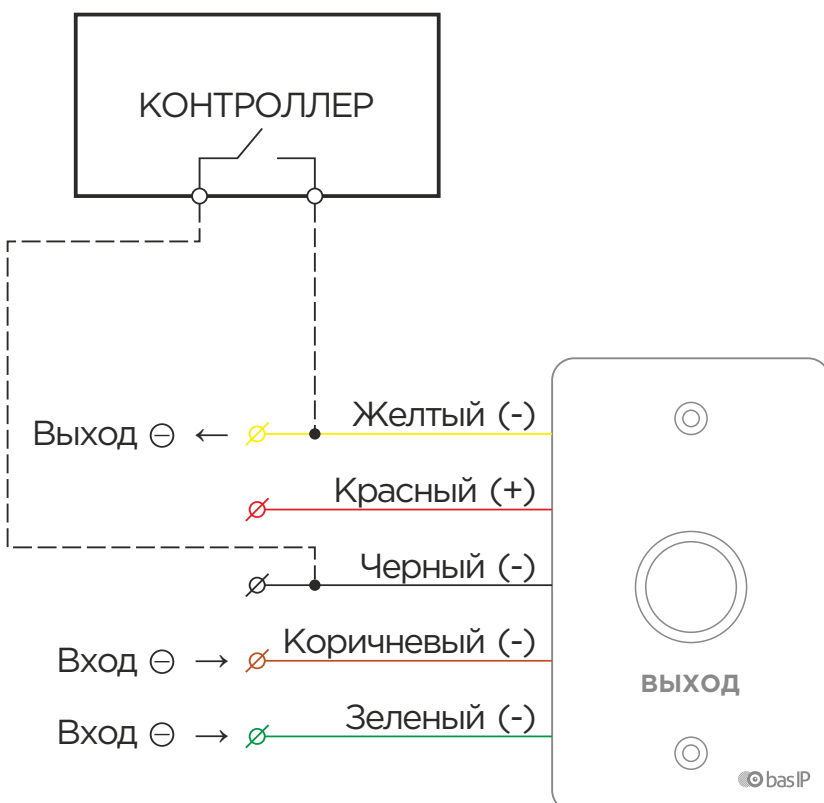 КОНТРОЛЛЕР
Выход ⊖ ← Желтый (-)
Красный (+)
Черный (-)
Вход ⊖ → Коричневый (-)
Вход ⊖ → Зеленый (-)
ВЫХОД
basIP